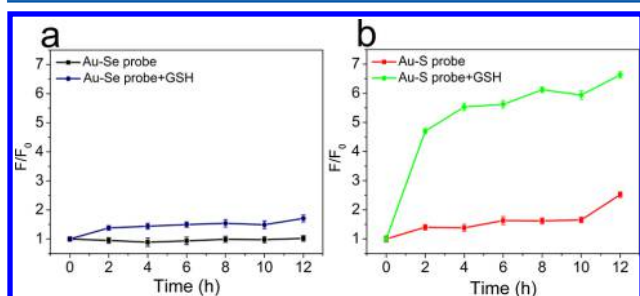 a
Au-Se probe
Au-Se probe+GSH
F/F0
7
6
5
4
3
2
1
0 2 4 6 8 10 12
Time (h)
b
Au-S probe
Au-S probe+GSH
F/F0
7
6
5
4
3
2
1
0 2 4 6 8 10 12
Time (h)